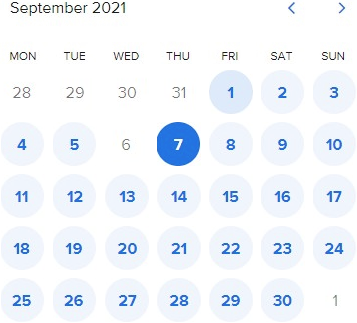 September 2021
MON TUE WED THU FRI SAT SUN
28 29 30 31 1 2 3
4 5 6 7 8 9 10
11 12 13 14 15 16 17
18 19 20 21 22 23 24
25 26 27 28 29 30 1